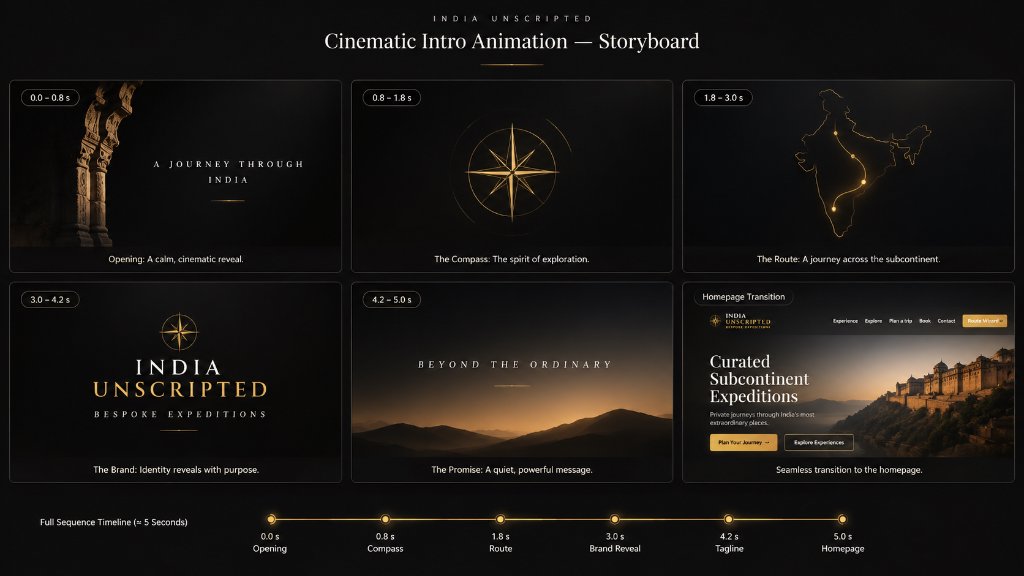 INDIA UNSCRIPTED
Cinematic Intro Animation — Storyboard
0.0 – 0.8 s
A JOURNEY THROUGH
INDIA
Opening: A calm, cinematic reveal.
0.8 – 1.8 s
The Compass: The spirit of exploration.
1.8 – 3.0 s
The Route: A journey across the subcontinent.
3.0 – 4.2 s
INDIA
UNSCRIPTED
BESPOKE EXPEDITIONS
The Brand: Identity reveals with purpose.
4.2 – 5.0 s
BEYOND THE ORDINARY
The Promise: A quiet, powerful message.
Homepage Transition
INDIA
UNSCRIPTED
BESPOKE EXPEDITIONS
Experience Explore Plan a trip Book Contact Route Wizard
Curated
Subcontinent
Expeditions
Private journeys through India's most
extraordinary places.
Plan Your Journey → Explore Experiences
Seamless transition to the homepage.
Full Sequence Timeline (≈ 5 Seconds)
0.0 s 0.8 s 1.8 s 3.0 s 4.2 s 5.0 s
Opening Compass Route Brand Reveal Tagline Homepage